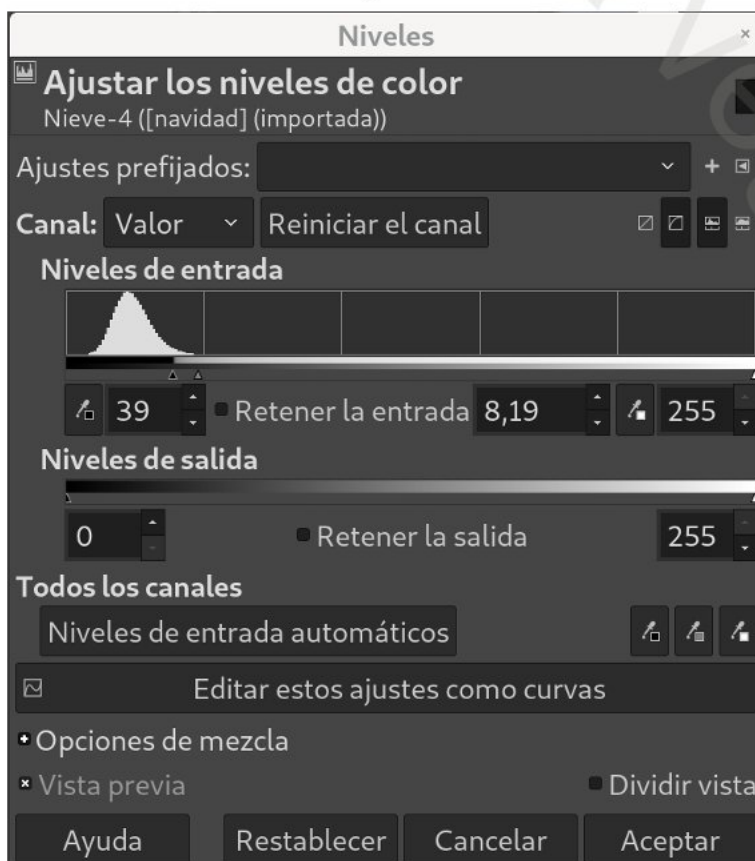 Niveles
Ajustar los niveles de color
Nieve-4 ([navidad] (importada))
Ajustes prefijados:
Canal: Valor Reiniciar el canal
Niveles de entrada
39 Retener la entrada 8,19 255
Niveles de salida
0 Retener la salida 255
Todos los canales
Niveles de entrada automáticos
Editar estos ajustes como curvas
Opciones de mezcla
Vista previa Dividir vista
Ayuda Restablecer Cancelar Aceptar